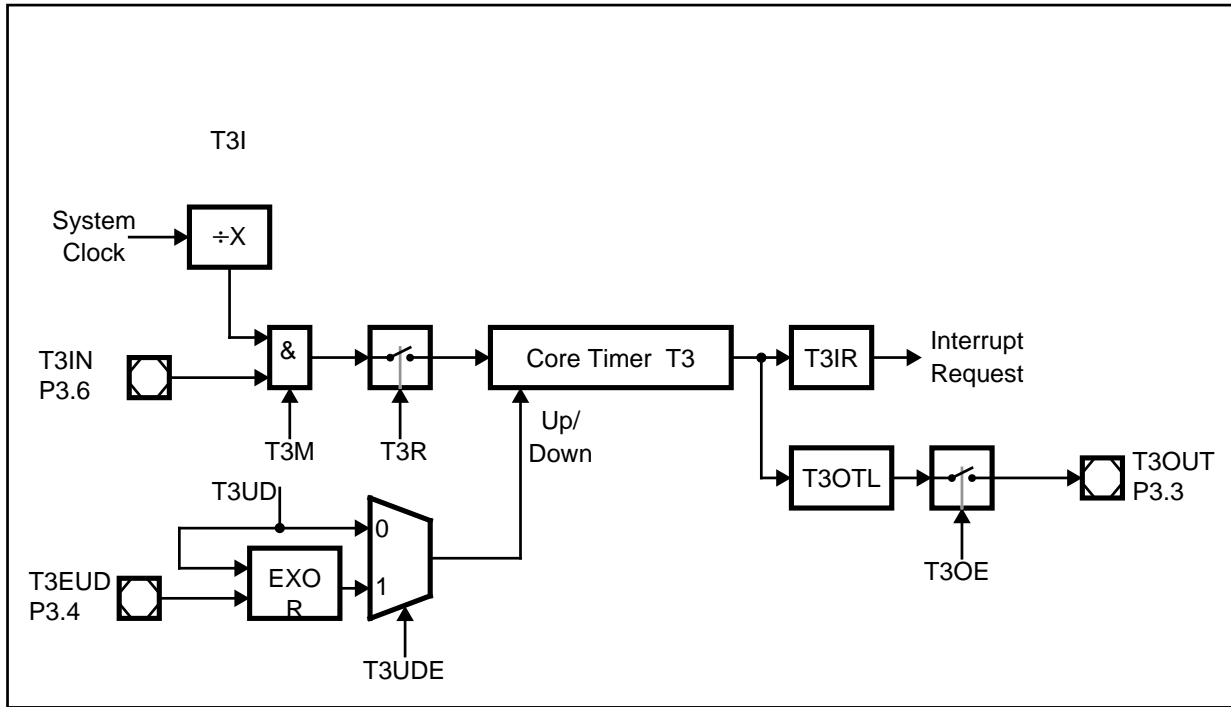 T3I
System
Clock
÷X
T3IN
P3.6
&
Core Timer T3
T3IR
Interrupt
Request
T3M
T3R
Up/
Down
T3UD
0
T3OTL
T3OUT
P3.3
T3EUD
P3.4
EXO
R
1
T3OE
T3UDE